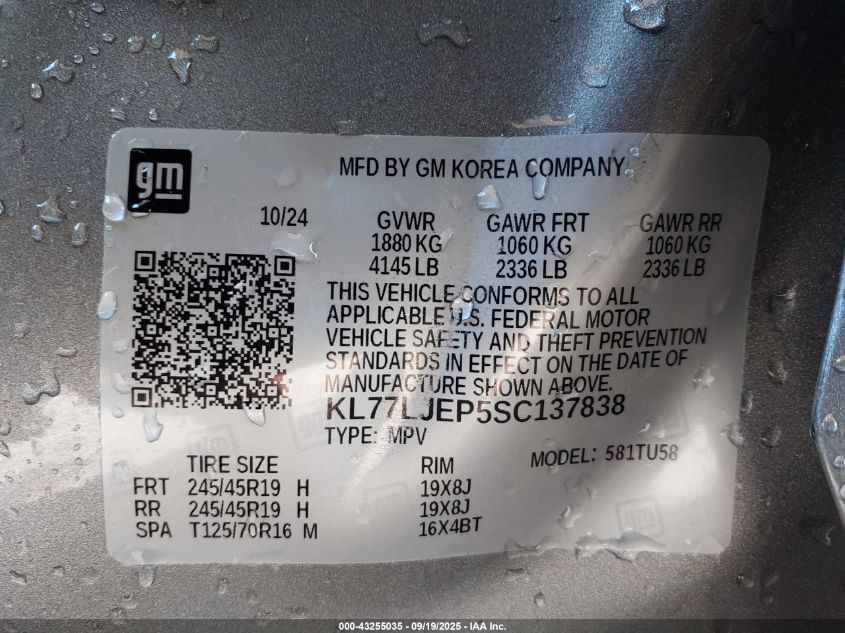 gm
MFD BY GM KOREA COMPANY
10/24 GVWR GAWR FRT GAWR RR
1880 KG 1060 KG 1060 KG
4145 LB 2336 LB 2336 LB
THIS VEHICLE CONFORMS TO ALL
APPLICABLE U.S. FEDERAL MOTOR
VEHICLE SAFETY AND THEFT PREVENTION
STANDARDS IN EFFECT ON THE DATE OF
MANUFACTURE SHOWN ABOVE.
KL77LJEP5SC137838
TYPE: MPV MODEL: 581TU58
TIRE SIZE RIM
FRT 245/45R19 H 19X8J
RR 245/45R19 H 19X8J
SPA T125/70R16 M 16X4BT
000-43255035 - 09/19/2025 - IAA Inc.